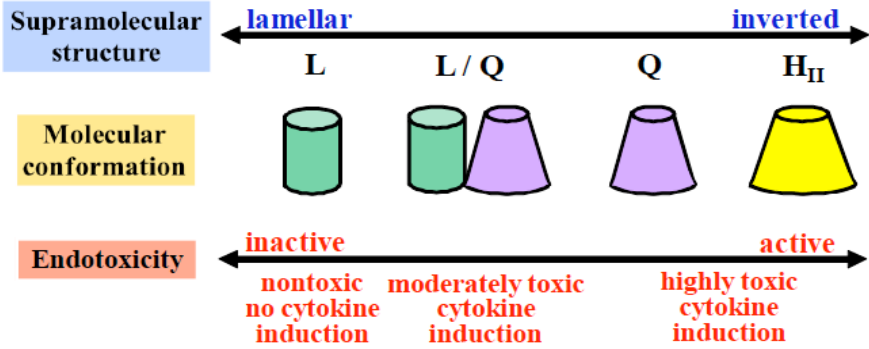 Supramolecular
structure
lamellar
inverted
L
L / Q
Q
HII
Molecular
conformation
Endotoxicity
inactive
active
nontoxic
no cytokine
induction
moderately toxic
cytokine
induction
highly toxic
cytokine
induction